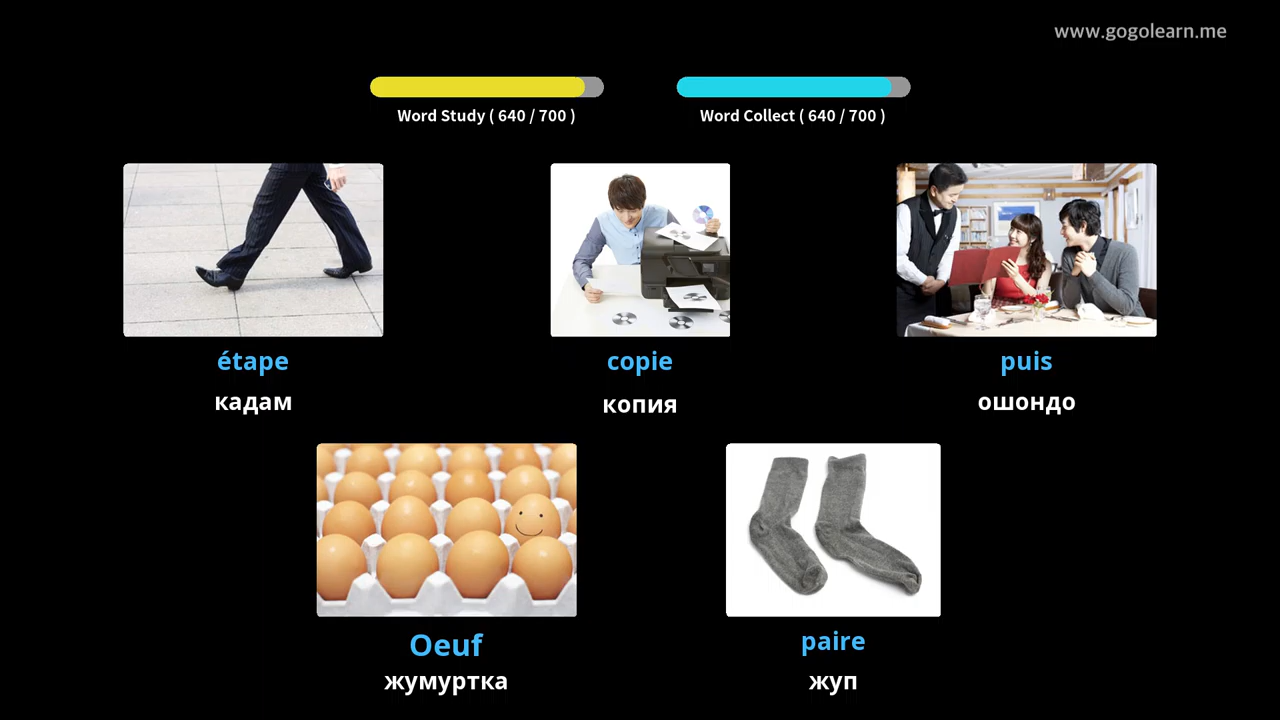 www.gogolearn.me
Word Study ( 640 / 700 )
Word Collect ( 640 / 700 )
étape
copie
puis
кадам
копия
ошондо
Oeuf
paire
жумуртка
жуп